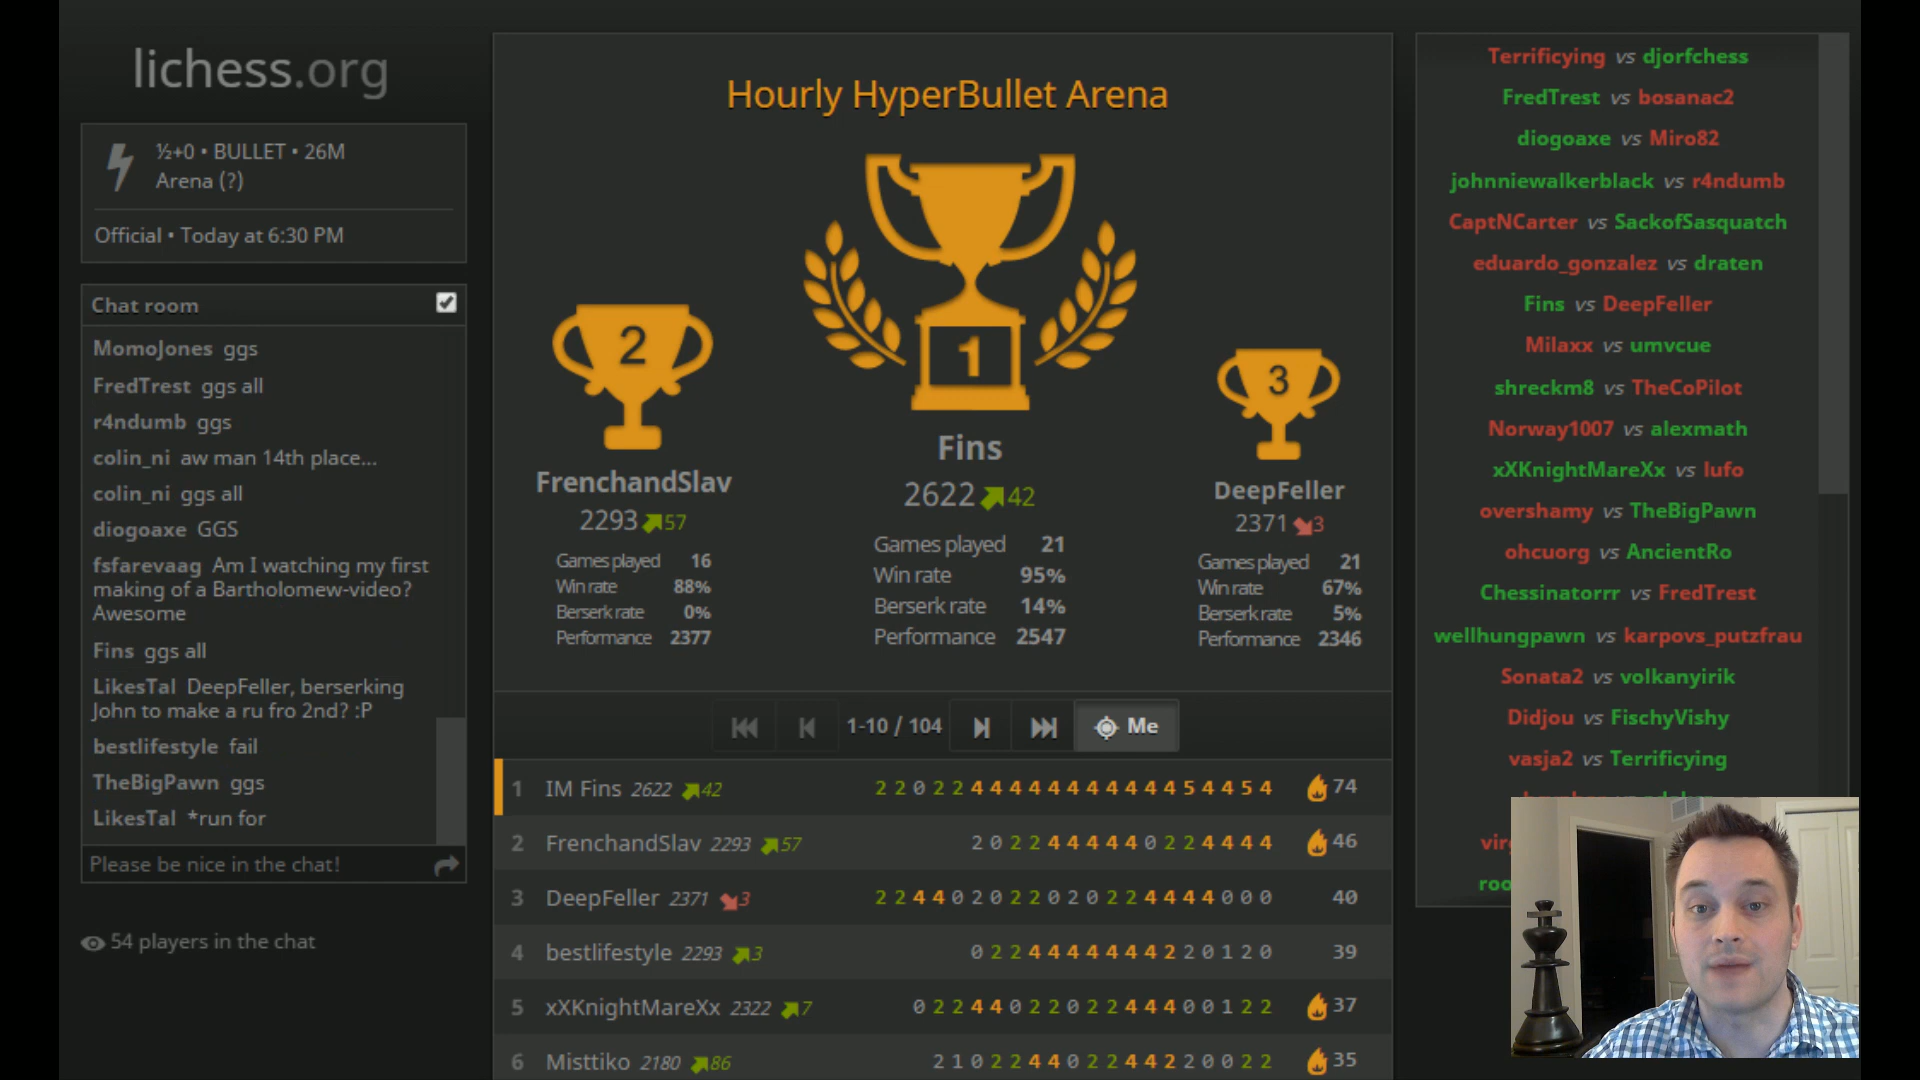 lichess.org
½+0 • BULLET • 26M
Arena (?)
Official • Today at 6:30 PM
Chat room
MomoJones ggs
FredTrest ggs all
r4ndumb ggs
colin_ni aw man 14th place...
colin_ni ggs all
diogoaxe GGS
fsfarevaag Am I watching my first
making of a Bartholomew-video?
Awesome
Fins ggs all
LikesTal DeepFeller, berserking
John to make a ru fro 2nd? :P
bestlifestyle fail
TheBigPawn ggs
LikesTal *run for
Please be nice in the chat!
54 players in the chat
Hourly HyperBullet Arena
2
1
3
FrenchandSlav
2293 57
Games played 16
Win rate 88%
Berserk rate 0%
Performance 2377
Fins
2622 42
Games played 21
Win rate 95%
Berserk rate 14%
Performance 2547
DeepFeller
2371 3
Games played 21
Win rate 67%
Berserk rate 5%
Performance 2346
1-10 / 104
Me
1 IM Fins 2622 42 2 2 0 2 2 4 4 4 4 4 4 4 4 4 4 4 5 4 4 5 4 74
2 FrenchandSlav 2293 57 2 0 2 2 4 4 4 4 4 0 2 2 4 4 4 4 46
3 DeepFeller 2371 3 2 2 4 4 0 2 0 2 2 0 2 0 2 2 4 4 4 4 0 0 0 40
4 bestlifestyle 2293 3 0 2 2 4 4 4 4 4 4 4 2 2 0 1 2 0 39
5 xXKnightMareXx 2322 7 0 2 2 4 4 0 2 2 0 2 2 4 4 4 0 0 1 2 2 37
6 Misttiko 2180 86 2 1 0 2 2 4 4 0 2 2 4 4 2 2 0 0 2 2 35
Terrificying vs djorfchess
FredTrest vs bosanac2
diogoaxe vs Miro82
johnniewalkerblack vs r4ndumb
CaptNCarter vs SackofSasquatch
eduardo_gonzalez vs draten
Fins vs DeepFeller
Milaxx vs umvcue
shreckm8 vs TheCoPilot
Norway1007 vs alexmath
xXKnightMareXx vs lufo
overshamy vs TheBigPawn
ohcuorg vs AncientRo
Chessinatorrr vs FredTrest
wellhungpawn vs karpovs_putzfrau
Sonata2 vs volkanyirik
Didjou vs FischyVishy
vasja2 vs Terrificying